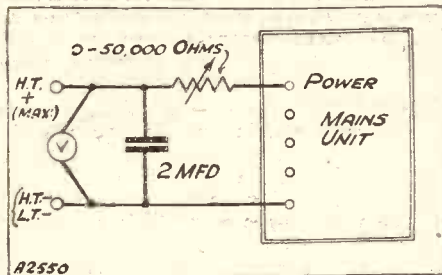 0-50,000 OHMS
H.T.
+
(MAX.)
POWER
MAINS
UNIT
V
2 MFD
H.T.-
L.T.-
A2550